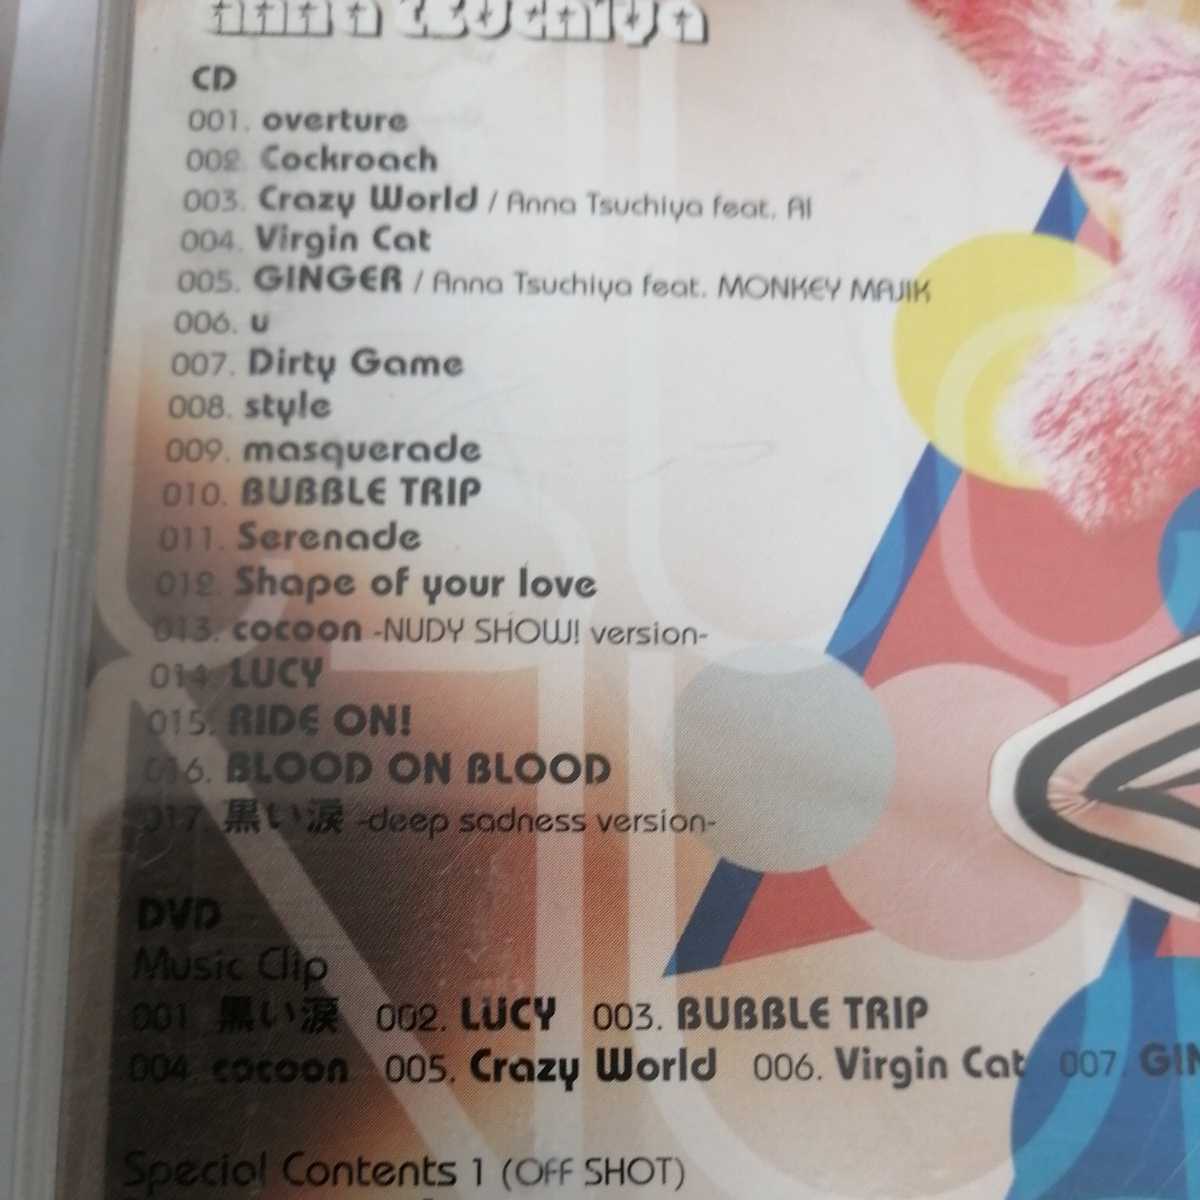 anna tsuchiya
CD
001. overture
002. Cockroach
003. Crazy World / Anna Tsuchiya feat. AI
004. Virgin Cat
005. GINGER / Anna Tsuchiya feat. MONKEY MAJIK
006. u
007. Dirty Game
008. style
009. masquerade
010. BUBBLE TRIP
011. Serenade
012. Shape of your love
013. cocoon -NUDY SHOW! version-
014. LUCY
015. RIDE ON!
016. BLOOD ON BLOOD
017. 黒い涙 -deep sadness version-
DVD
Music Clip
001. 黒い涙 002. LUCY 003. BUBBLE TRIP
004. cocoon 005. Crazy World 006. Virgin Cat 007. GIN
Special Contents 1 (OFF SHOT)